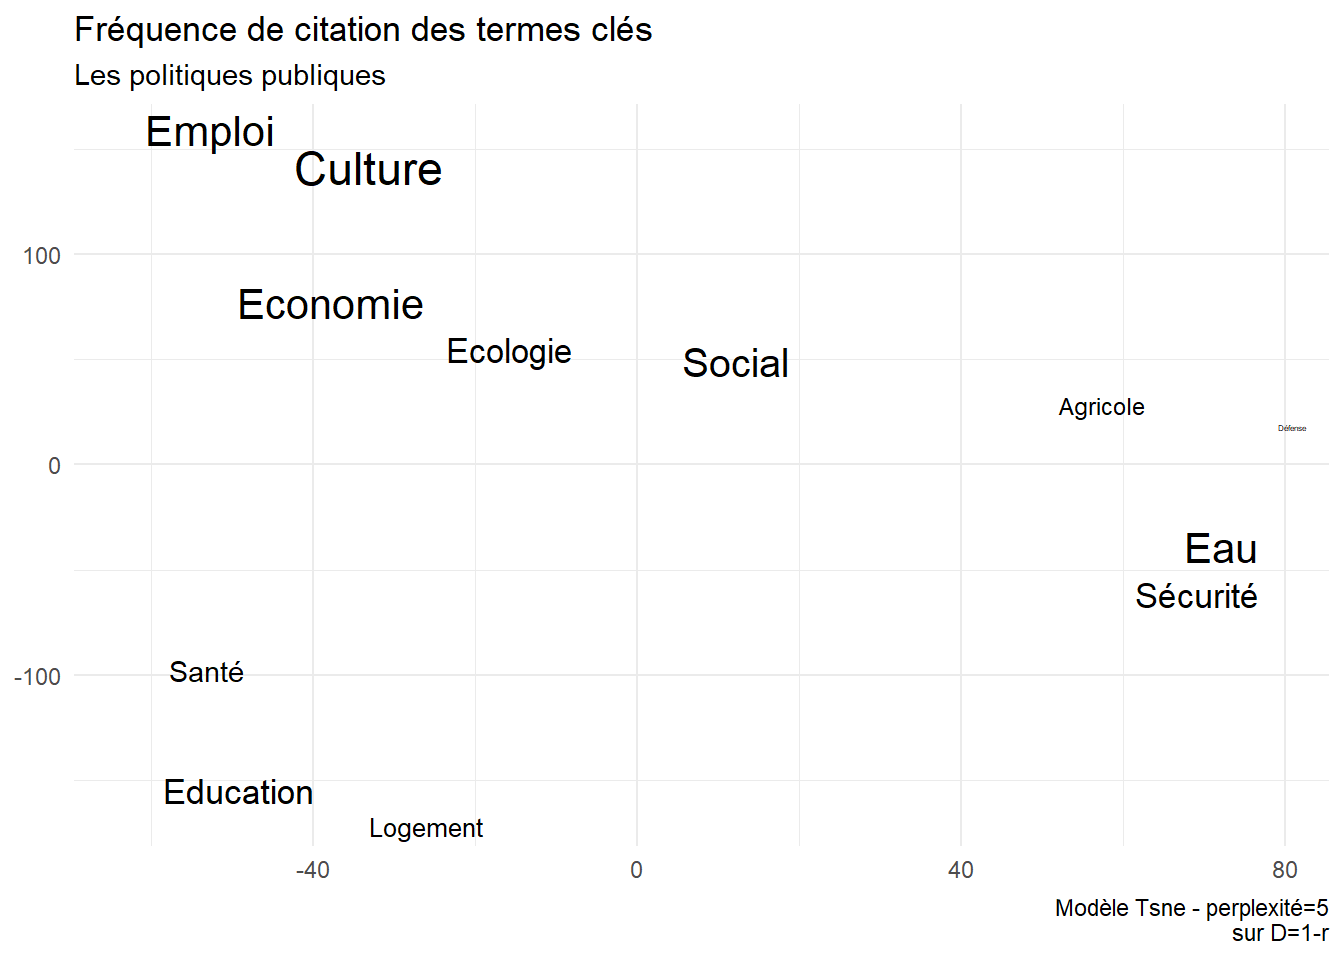 Fréquence de citation des termes clés
Les politiques publiques
Emploi
Culture
100
Economie
Ecologie
Social
Agricole
Défense
0
Eau
Sécurité
Santé
-100
Education
Logement
-40
0
40
80
Modèle Tsne - perplexité=5
sur D=1-r